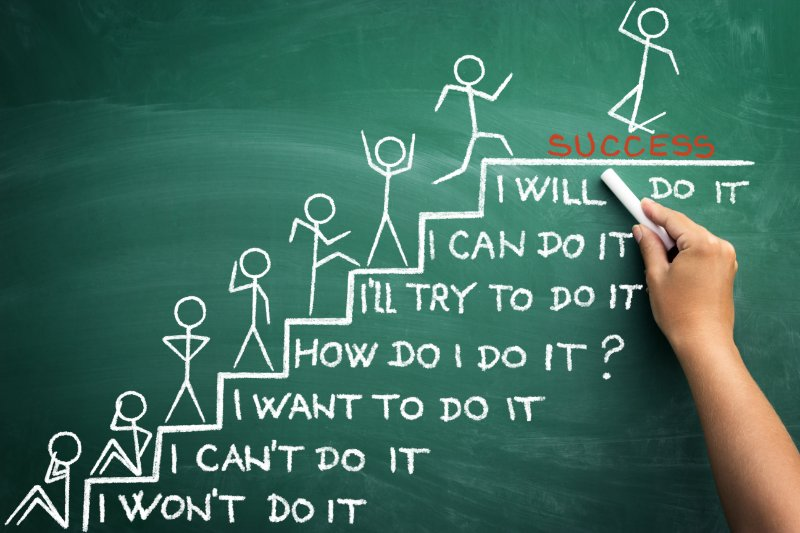 SUCCESS
I WILL DO IT
I CAN DO IT
I'LL TRY TO DO IT
HOW DO I DO IT?
I WANT TO DO IT
I CAN'T DO IT
I WON'T DO IT